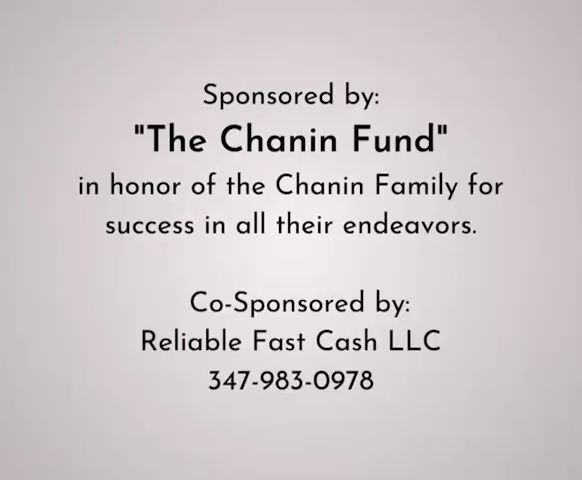 Sponsored by:
"The Chanin Fund"
in honor of the Chanin Family for
success in all their endeavors.
Co-Sponsored by:
Reliable Fast Cash LLC
347-983-0978